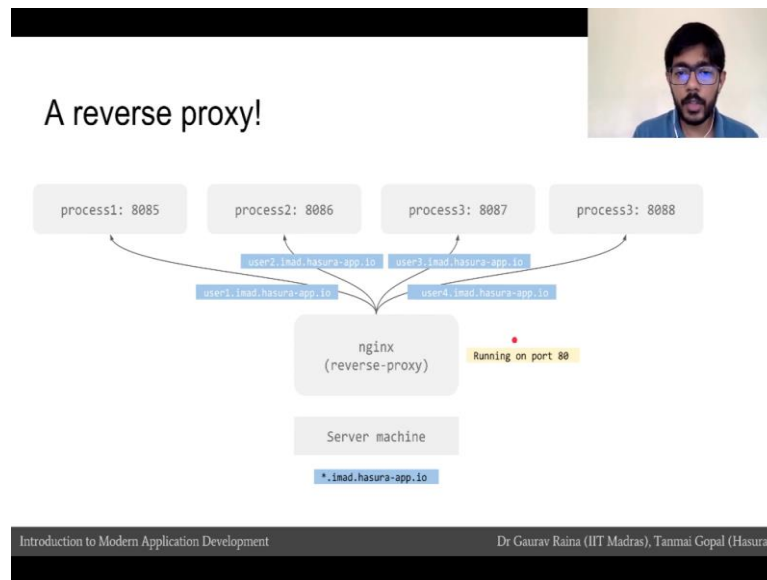 A reverse proxy!
process1: 8085
process2: 8086
process3: 8087
process3: 8088
user2.imad.hasura-app.io
user3.imad.hasura-app.io
user1.imad.hasura-app.io
user4.imad.hasura-app.io
nginx
(reverse-proxy)
Running on port 80
Server machine
*.imad.hasura-app.io
Introduction to Modern Application Development
Dr Gaurav Raina (IIT Madras), Tanmai Gopal (Hasura